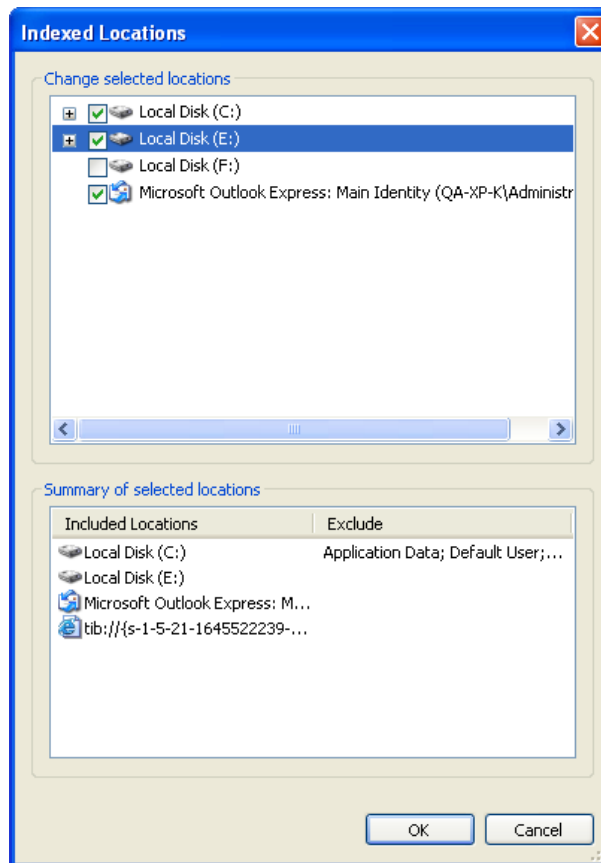 Indexed Locations
Change selected locations
Local Disk (C:)
Local Disk (E:)
Local Disk (F:)
Microsoft Outlook Express: Main Identity (QA-XP-K\Administr
Summary of selected locations
Included Locations Exclude
Local Disk (C:) Application Data; Default User;...
Local Disk (E:)
Microsoft Outlook Express: M...
tib://{s-1-5-21-1645522239-...
OK Cancel